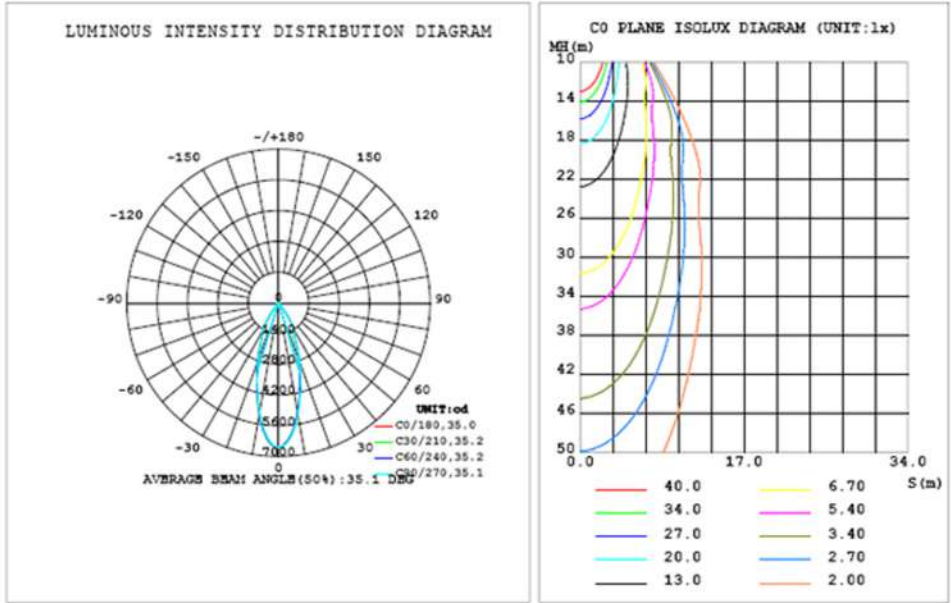 LUMINOUS INTENSITY DISTRIBUTION DIAGRAM
-/+180
-150 150
-120 120
-90 0 90
1400
2800
-60 4200 60
UNIT:cd
5600 C0/180,35.0
-30 C30/210,35.2
7000 C60/240,35.2
0 C90/270,35.1
AVERAGE BEAM ANGLE(50%):35.1 DEG
C0 PLANE ISOLUX DIAGRAM (UNIT:lx)
MH(m)
10
14
18
22
26
30
34
38
42
46
50
0.0 17.0 34.0
S(m)
40.0 6.70
34.0 5.40
27.0 3.40
20.0 2.70
13.0 2.00